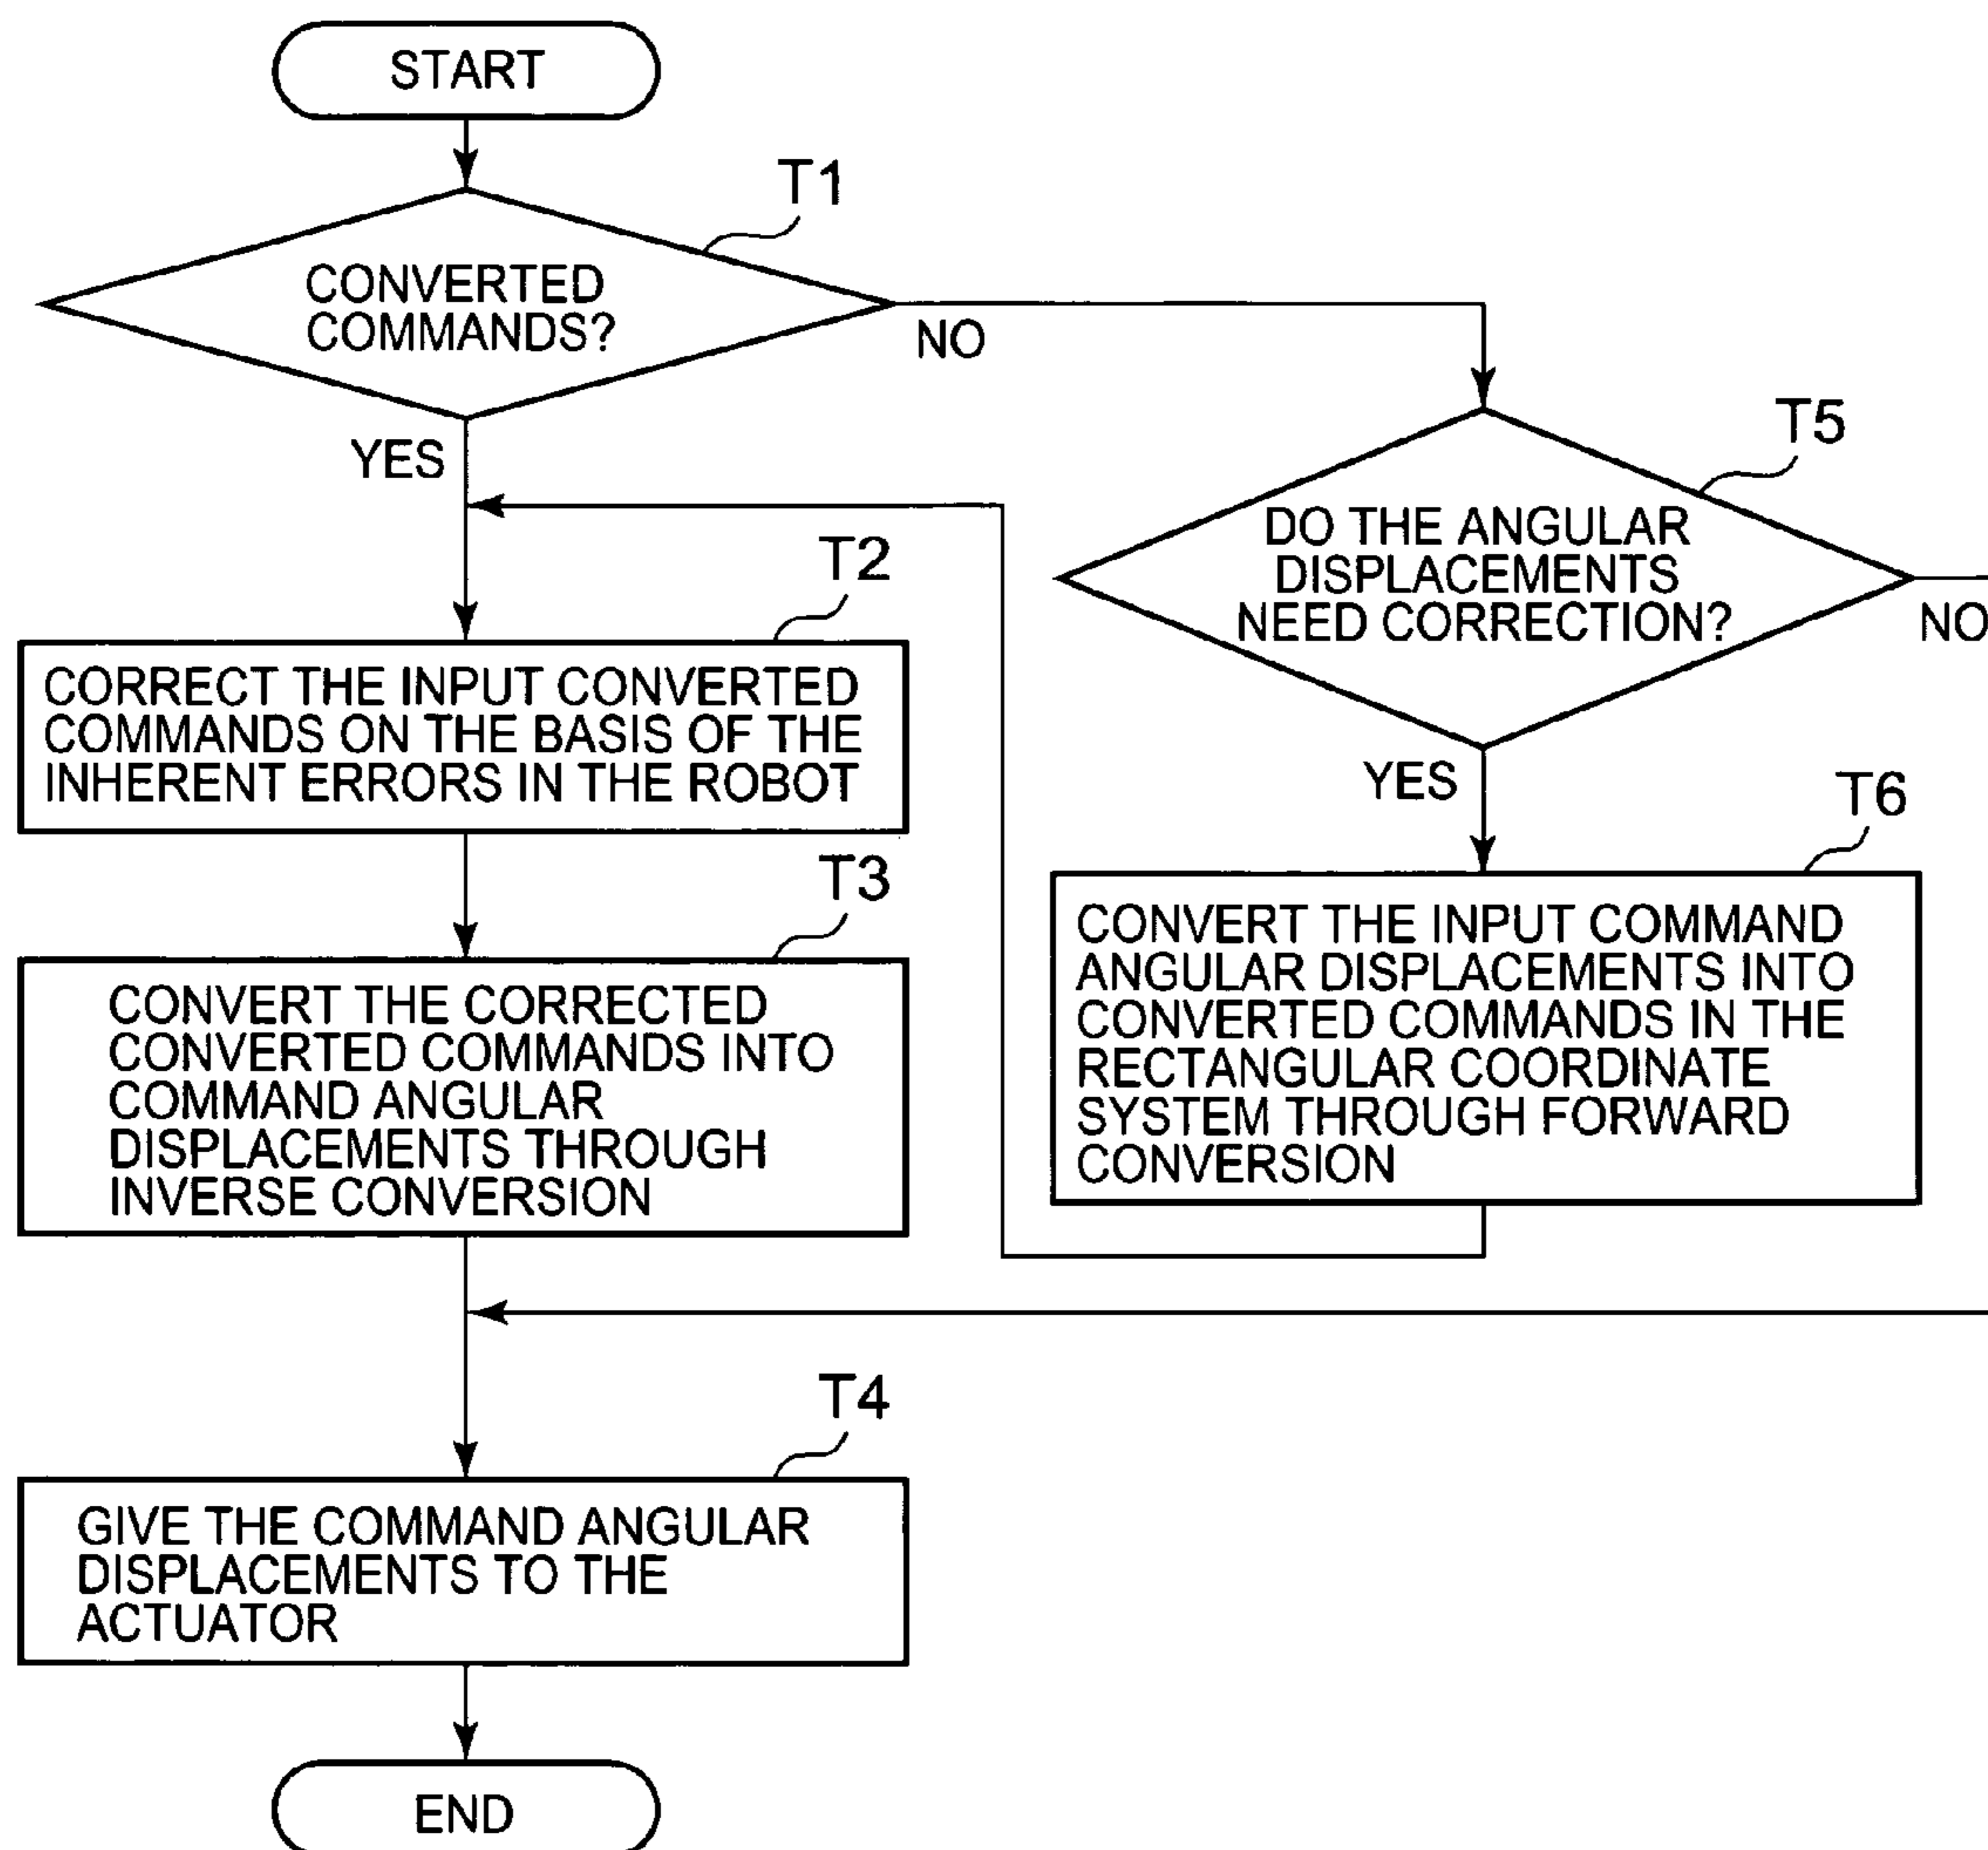 START
T1
CONVERTED
COMMANDS?
NO
YES
T5
DO THE ANGULAR
DISPLACEMENTS
NEED CORRECTION?
NO
YES
T2
CORRECT THE INPUT CONVERTED
COMMANDS ON THE BASIS OF THE
INHERENT ERRORS IN THE ROBOT
T6
CONVERT THE INPUT COMMAND
ANGULAR DISPLACEMENTS INTO
CONVERTED COMMANDS IN THE
RECTANGULAR COORDINATE
SYSTEM THROUGH FORWARD
CONVERSION
T3
CONVERT THE CORRECTED
CONVERTED COMMANDS INTO
COMMAND ANGULAR
DISPLACEMENTS THROUGH
INVERSE CONVERSION
T4
GIVE THE COMMAND ANGULAR
DISPLACEMENTS TO THE
ACTUATOR
END